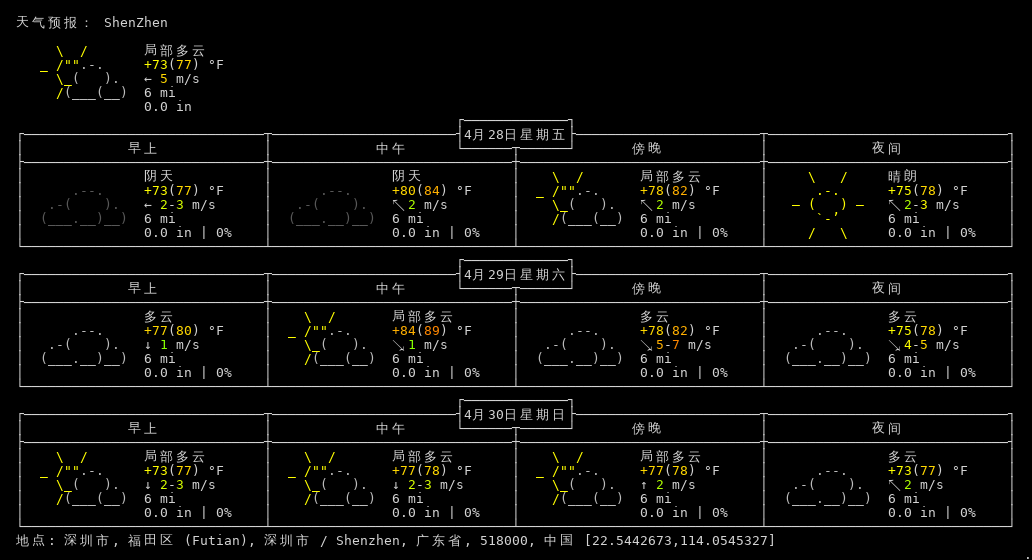 天气预报： ShenZhen
局部多云
+73(77) °F
← 5 m/s
6 mi
0.0 in
4月28日星期五
早上 中午 傍晚 夜间
阴天 阴天 局部多云 晴朗
+73(77) °F +80(84) °F +78(82) °F +75(78) °F
← 2-3 m/s ↖ 2 m/s ↖ 2 m/s ↖ 2-3 m/s
6 mi 6 mi 6 mi 6 mi
0.0 in | 0% 0.0 in | 0% 0.0 in | 0% 0.0 in | 0%
4月29日星期六
早上 中午 傍晚 夜间
多云 局部多云 多云 多云
+77(80) °F +84(89) °F +78(82) °F +75(78) °F
↓ 1 m/s ↘ 1 m/s ↘ 5-7 m/s ↘ 4-5 m/s
6 mi 6 mi 6 mi 6 mi
0.0 in | 0% 0.0 in | 0% 0.0 in | 0% 0.0 in | 0%
4月30日星期日
早上 中午 傍晚 夜间
局部多云 局部多云 局部多云 多云
+73(77) °F +77(78) °F +77(78) °F +73(77) °F
↓ 2-3 m/s ↓ 2-3 m/s ↑ 2 m/s ↖ 2 m/s
6 mi 6 mi 6 mi 6 mi
0.0 in | 0% 0.0 in | 0% 0.0 in | 0% 0.0 in | 0%
地点: 深圳市, 福田区 (Futian), 深圳市 / Shenzhen, 广东省, 518000, 中国 [22.5442673,114.0545327]